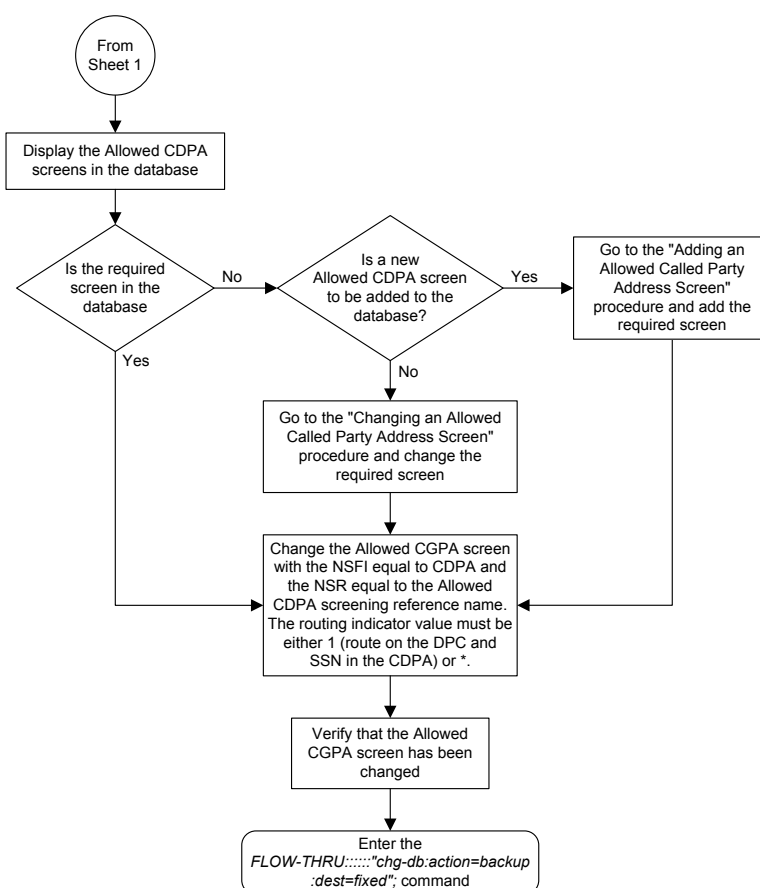 From
Sheet 1
Display the Allowed CDPA
screens in the database
Is the required
screen in the
database
No
Yes
Is a new
Allowed CDPA screen
to be added to the
database?
Yes
No
Go to the "Adding an
Allowed Called Party
Address Screen"
procedure and add the
required screen
Go to the "Changing an Allowed
Called Party Address Screen"
procedure and change the
required screen
Change the Allowed CGPA screen
with the NSFI equal to CDPA and
the NSR equal to the Allowed
CDPA screening reference name.
The routing indicator value must be
either 1 (route on the DPC and
SSN in the CDPA) or *.
Verify that the Allowed
CGPA screen has been
changed
Enter the
FLOW-THRU::::::"chg-db:action=backup
:dest=fixed"; command